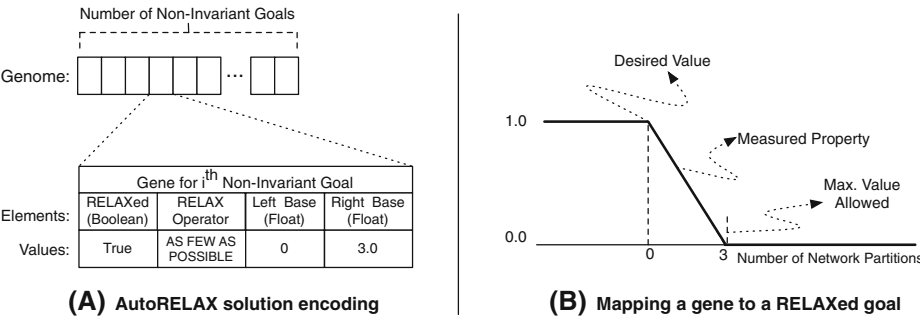 Number of Non-Invariant Goals
Genome:
...
Gene for i^th Non-Invariant Goal
Elements:
RELAXed (Boolean)
RELAX Operator
Left Base (Float)
Right Base (Float)
Values:
True
AS FEW AS POSSIBLE
0
3.0
(A) AutoRELAX solution encoding
Desired Value
1.0
Measured Property
Max. Value
Allowed
0.0
0
3
Number of Network Partitions
(B) Mapping a gene to a RELAXed goal